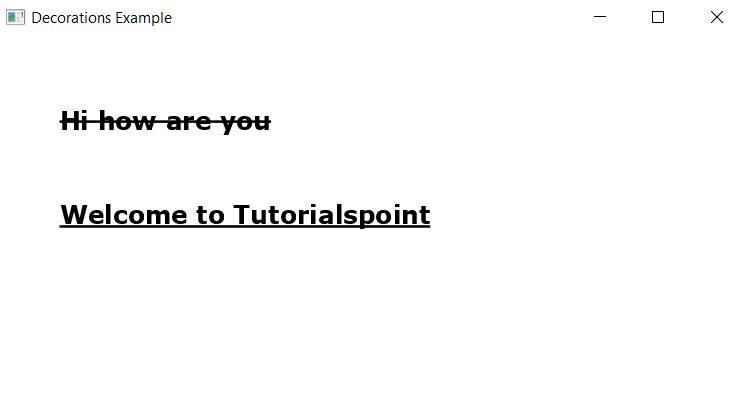 Decorations Example
Hi how are you
Welcome to Tutorialspoint